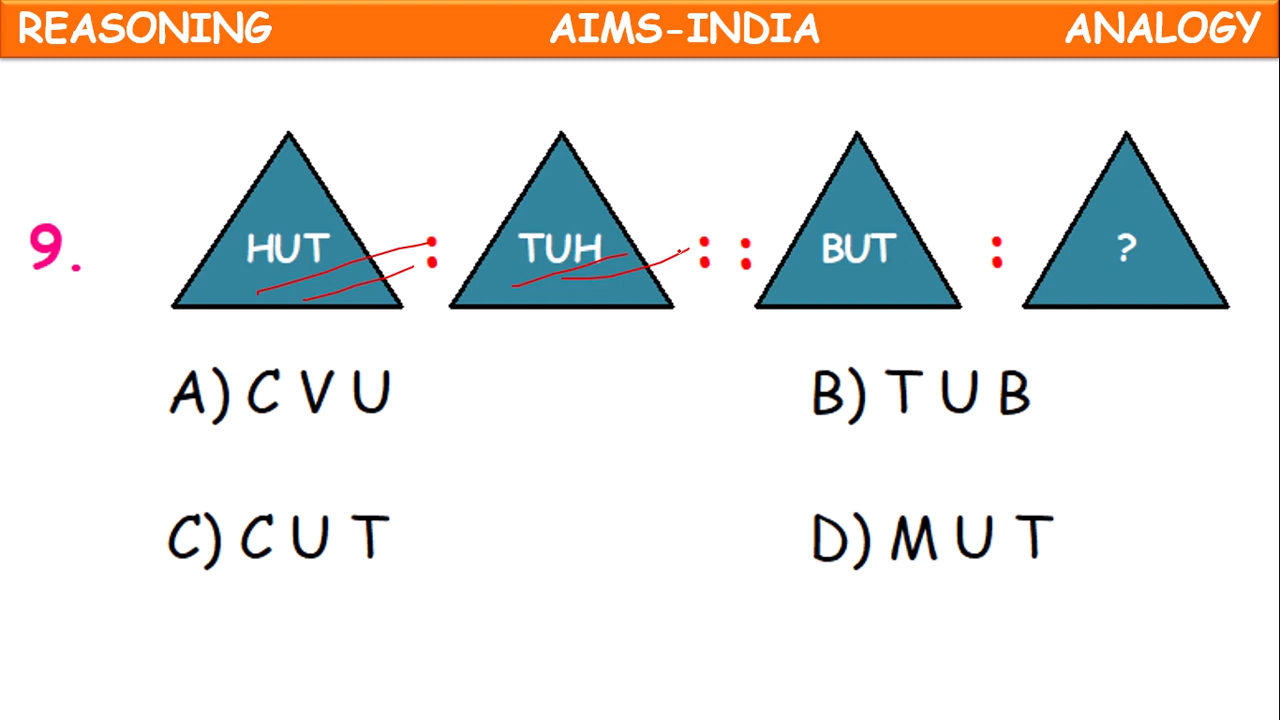 REASONING AIMS-INDIA ANALOGY
9. HUT : TUH : : BUT : ?
A) C V U B) T U B
C) C U T D) M U T